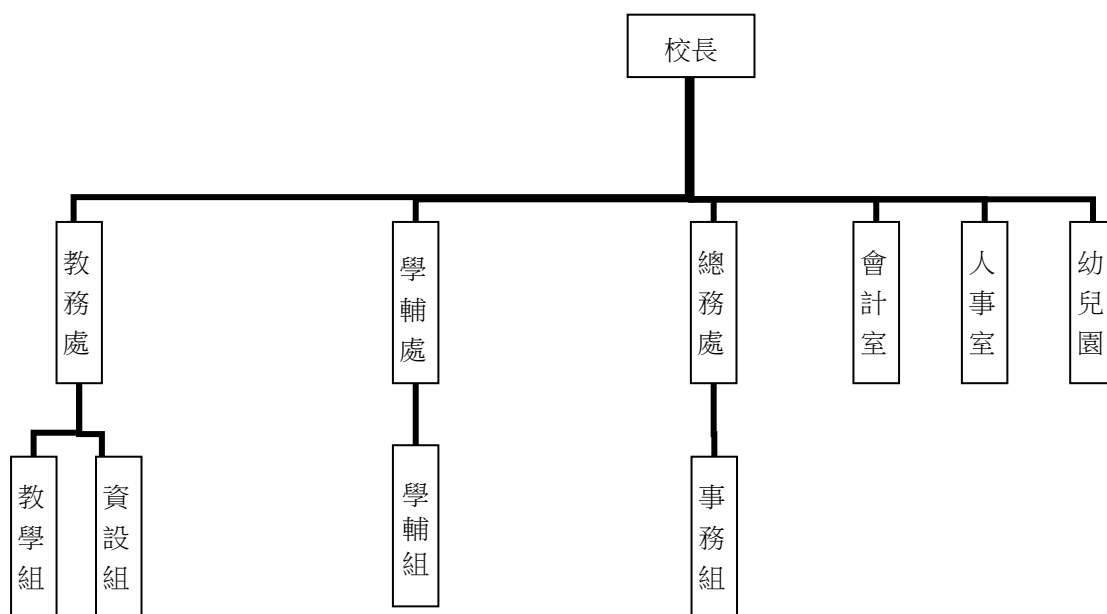 校長
教務處
學輔處
總務處
會計室
人事室
幼兒園
教學組
資設組
學輔組
事務組